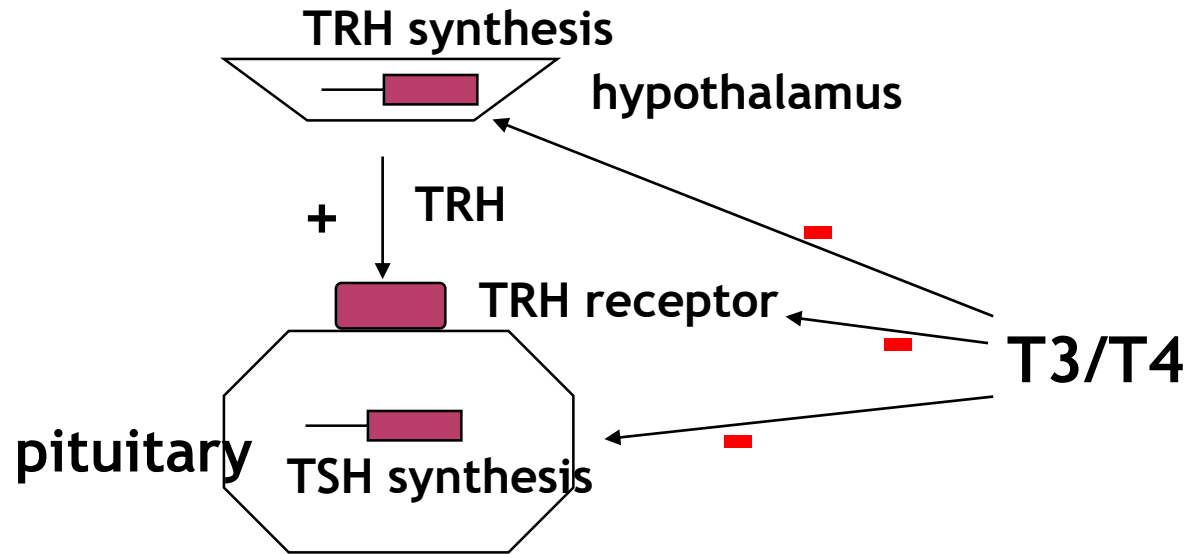 TRH synthesis
hypothalamus
+
TRH
TRH receptor
T3/T4
pituitary
TSH synthesis